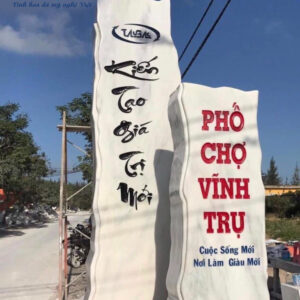 Tinh hoa đá mỹ nghệ Việt
Kiến
Tạo
Giá
Trị
Mới
PHỐ
CHỢ
VĨNH
TRỤ
Cuộc Sống Mới
Nơi Làm Giàu Mới